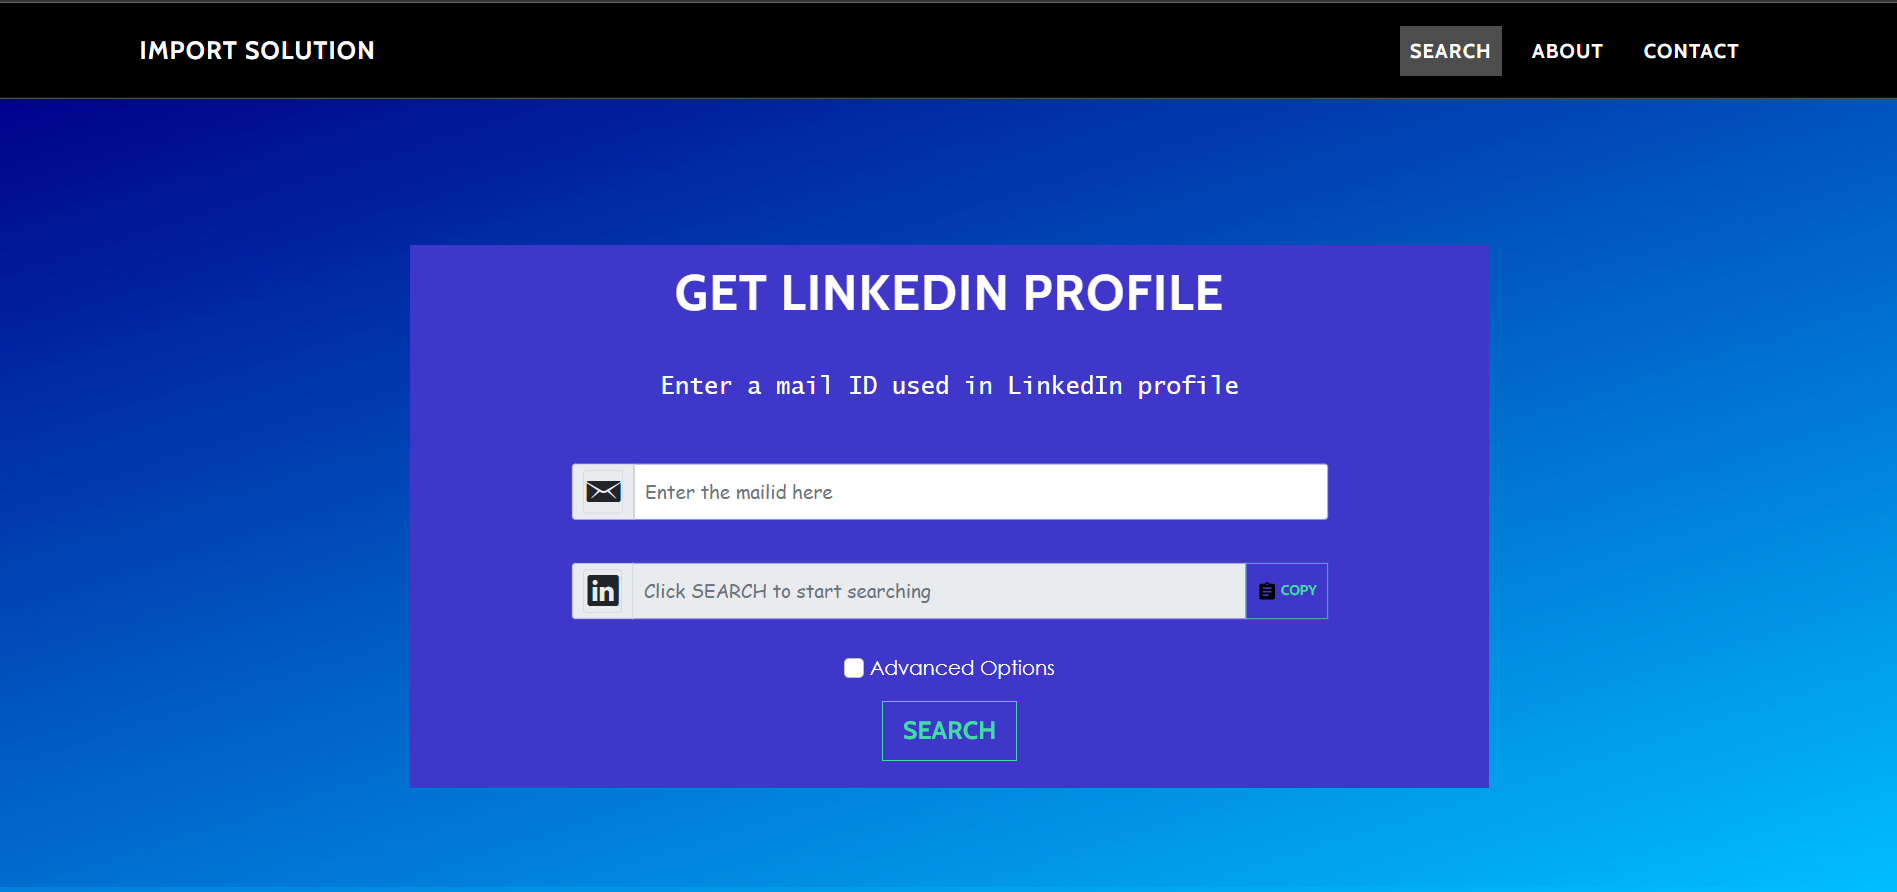 IMPORT SOLUTION
SEARCH ABOUT CONTACT
GET LINKEDIN PROFILE
Enter a mail ID used in LinkedIn profile
Enter the mailid here
in Click SEARCH to start searching COPY
Advanced Options
SEARCH